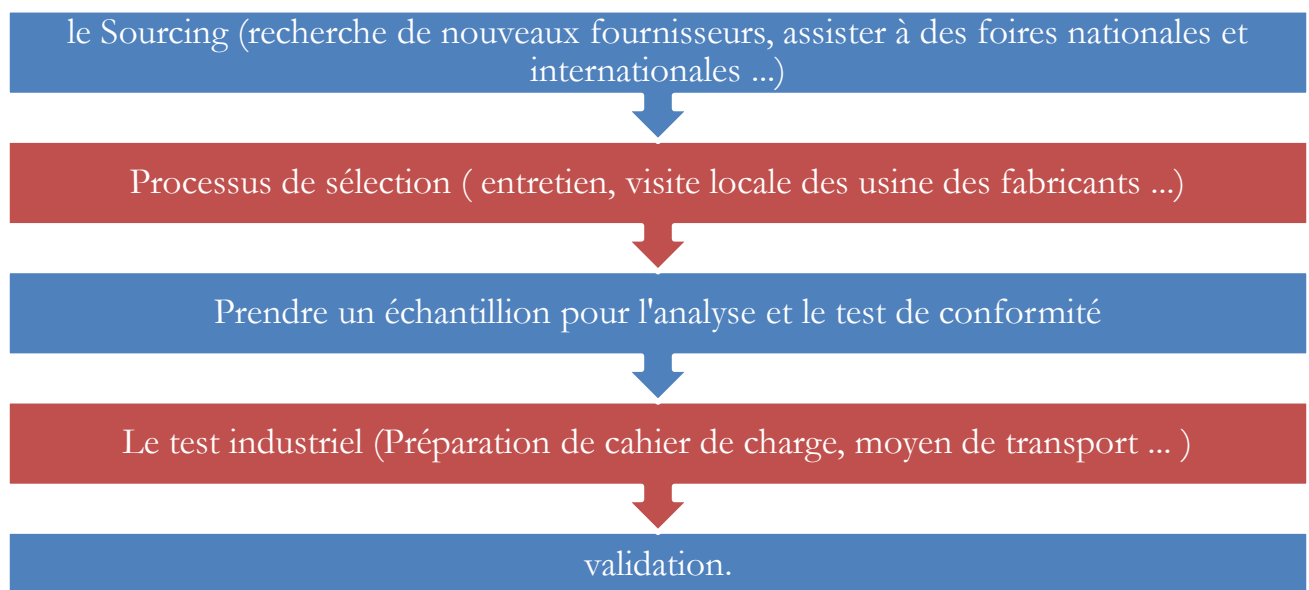 le Sourcing (recherche de nouveaux fournisseurs, assister à des foires nationales et
internationales ...)
Processus de sélection ( entretien, visite locale des usine des fabricants ...)
Prendre un échantillion pour l'analyse et le test de conformité
Le test industriel (Préparation de cahier de charge, moyen de transport ... )
validation.